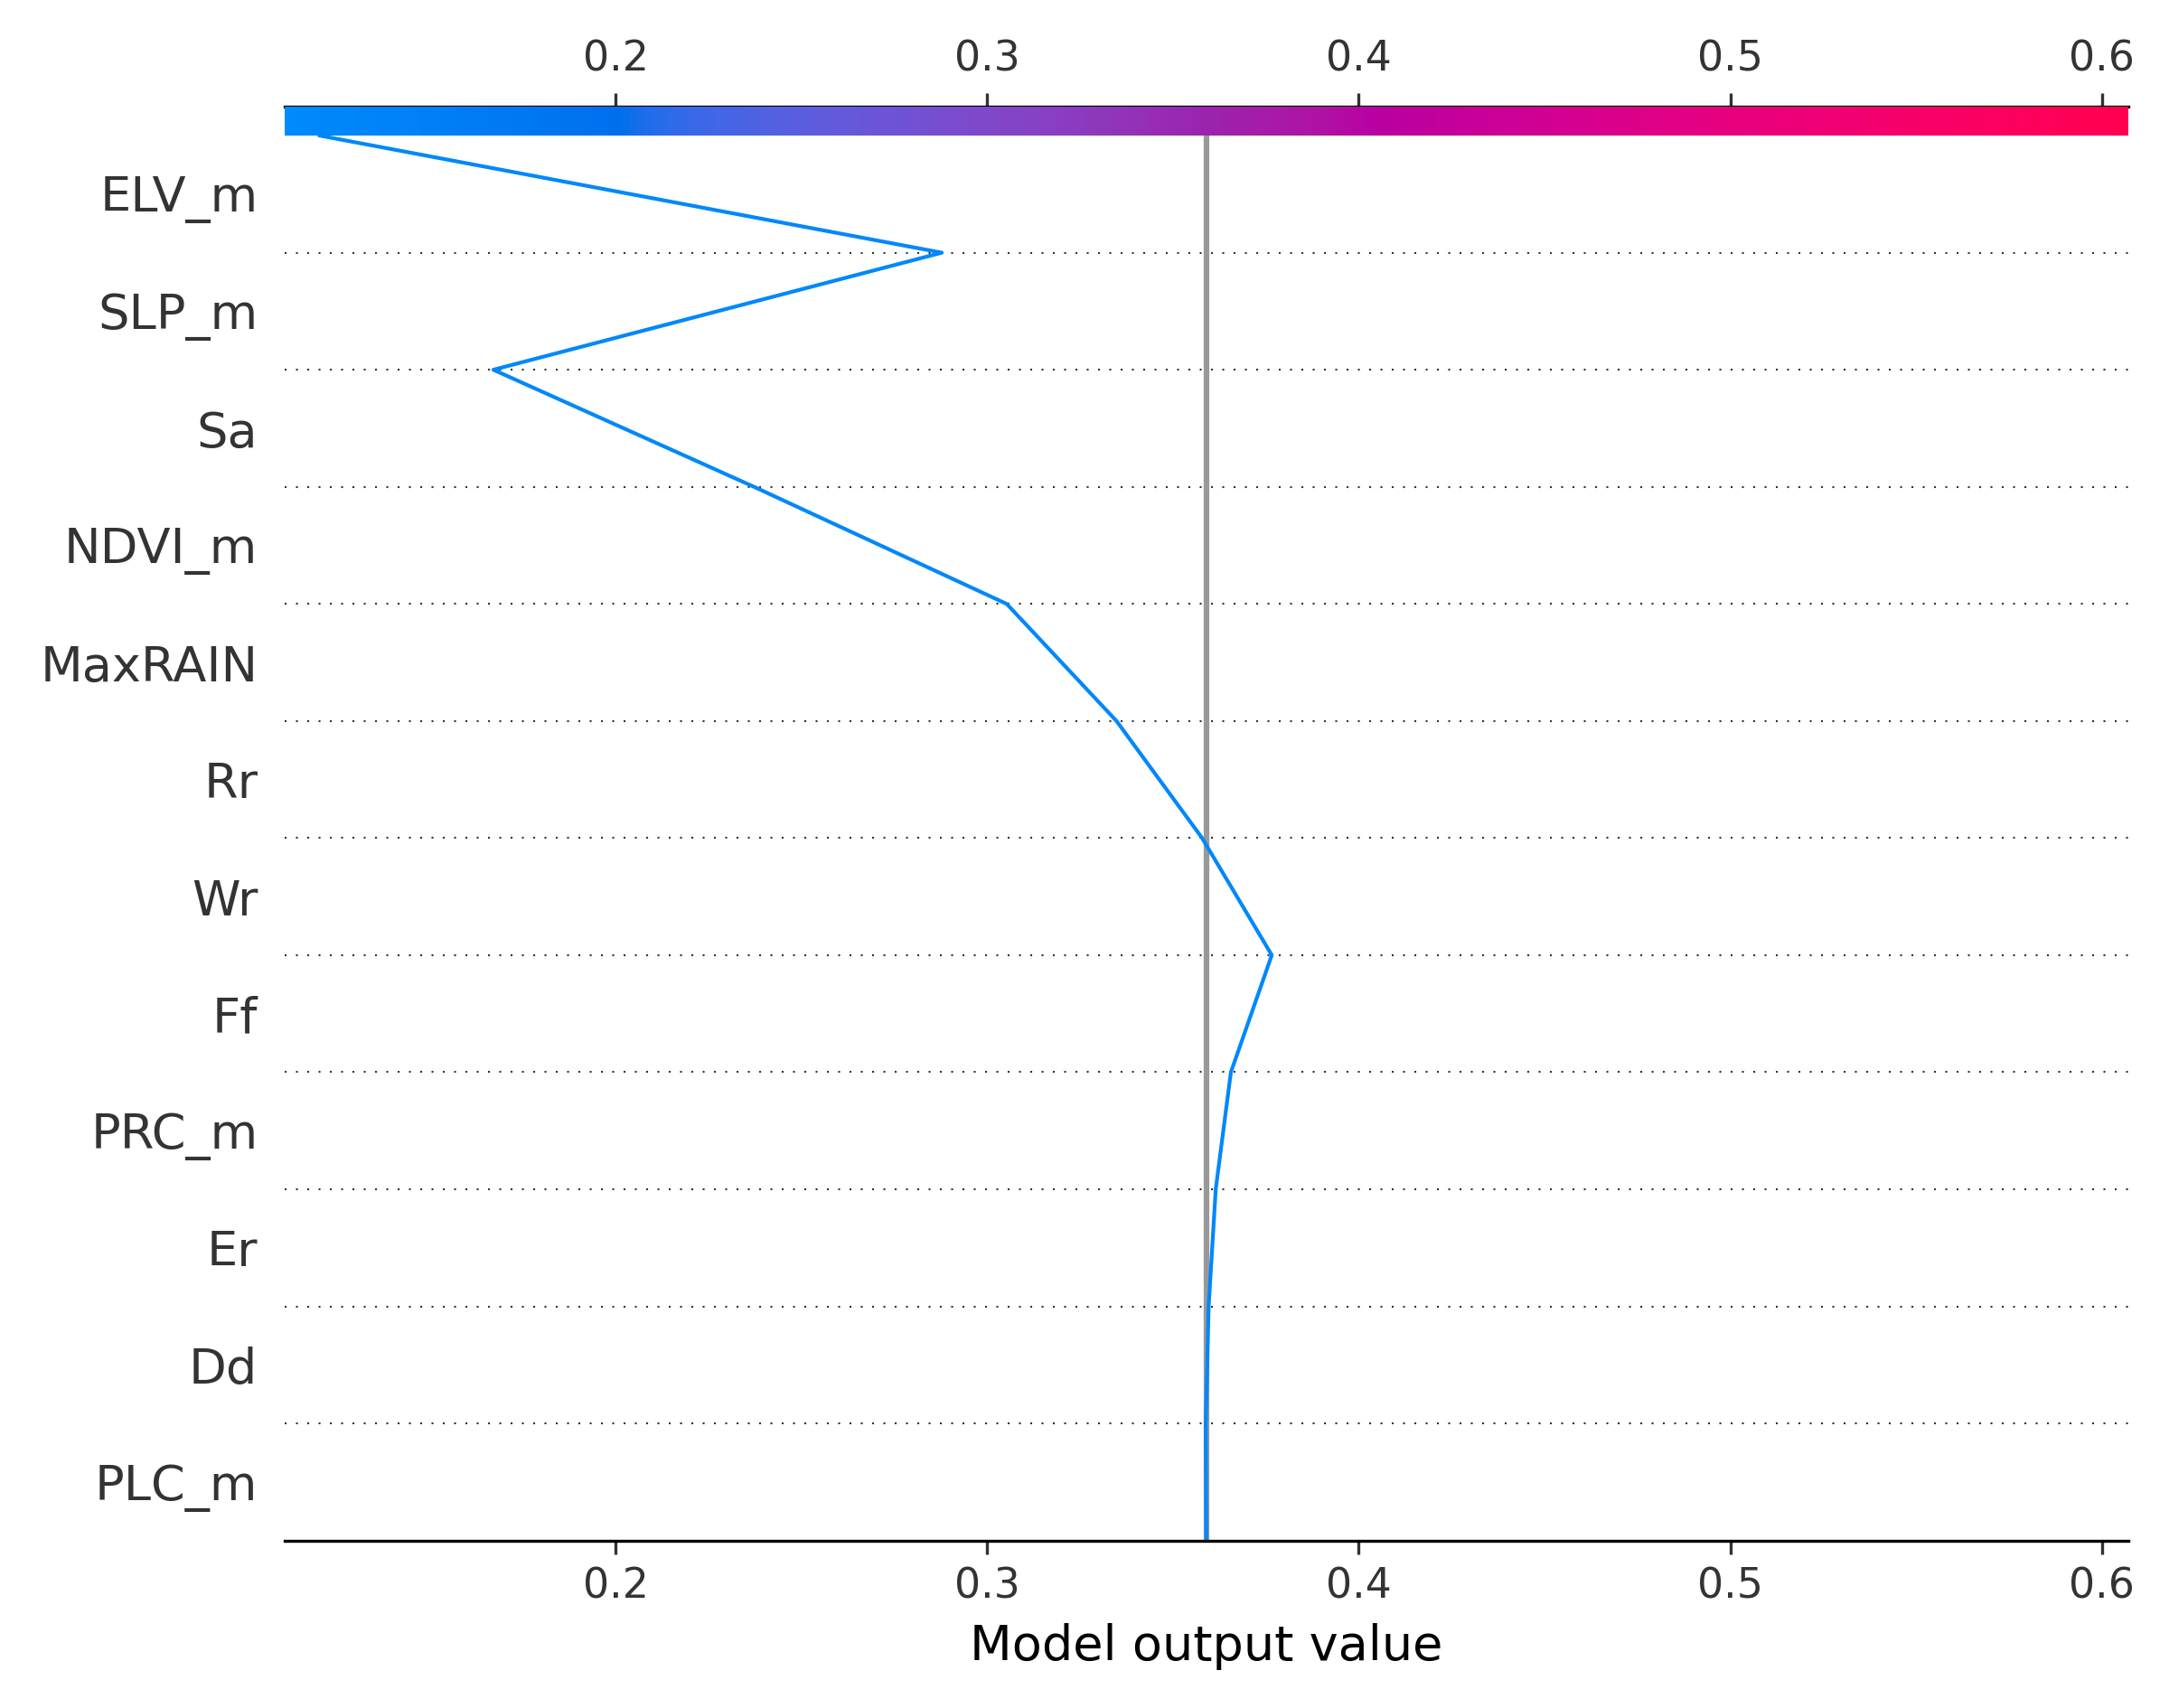 0.2 0.3 0.4 0.5 0.6
ELV_m
SLP_m
Sa
NDVI_m
MaxRAIN
Rr
Wr
Ff
PRC_m
Er
Dd
PLC_m
0.2 0.3 0.4 0.5 0.6
Model output value